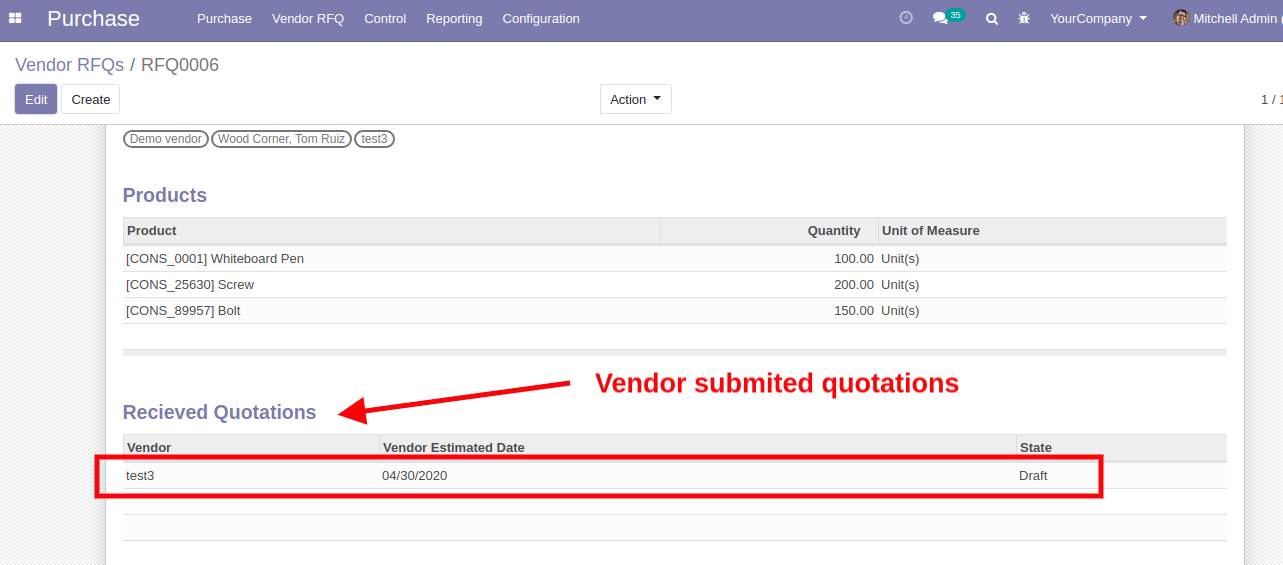 Purchase Purchase Vendor RFQ Control Reporting Configuration 35 YourCompany Mitchell Admin (
Vendor RFQs / RFQ0006
Edit Create Action 1 / 1
Demo vendor Wood Corner, Tom Ruiz test3
Products
Product Quantity Unit of Measure
[CONS_0001] Whiteboard Pen 100.00 Unit(s)
[CONS_25630] Screw 200.00 Unit(s)
[CONS_89957] Bolt 150.00 Unit(s)
Vendor submited quotations
Recieved Quotations
Vendor Vendor Estimated Date State
test3 04/30/2020 Draft